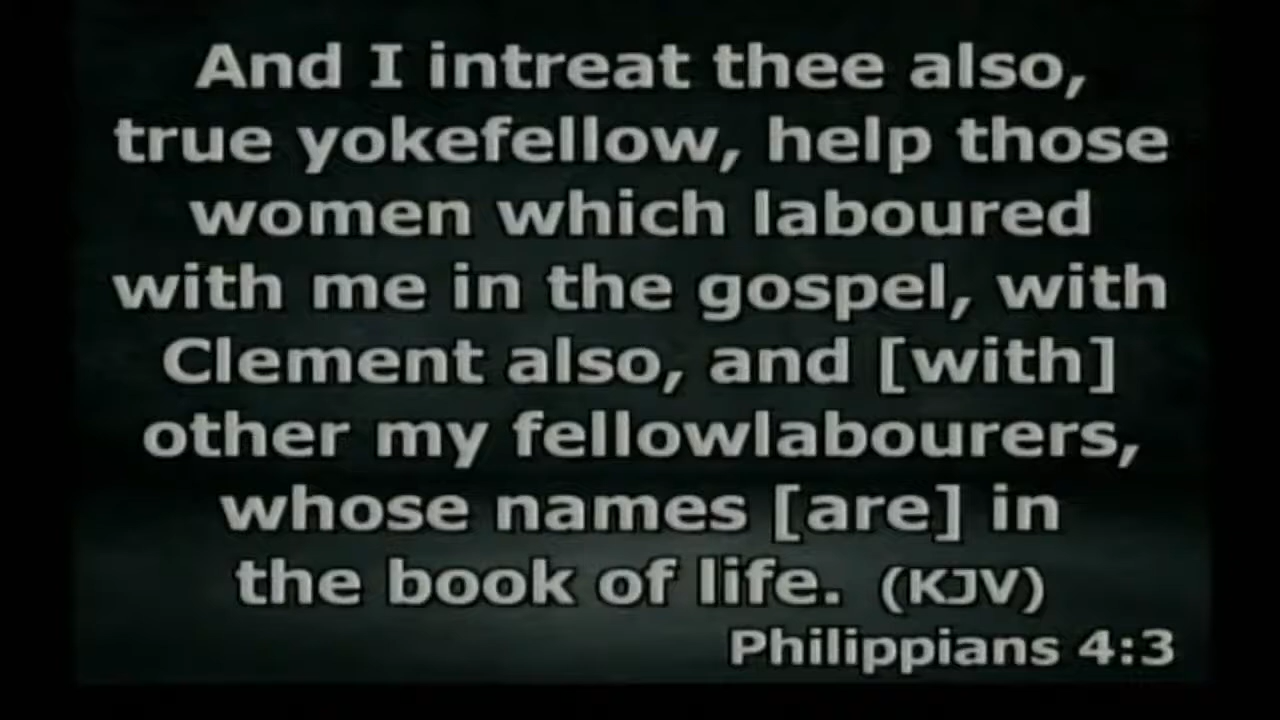 And I intreat thee also,
true yokefellow, help those
women which laboured
with me in the gospel, with
Clement also, and [with]
other my fellowlabourers,
whose names [are] in
the book of life. (KJV)
Philippians 4:3